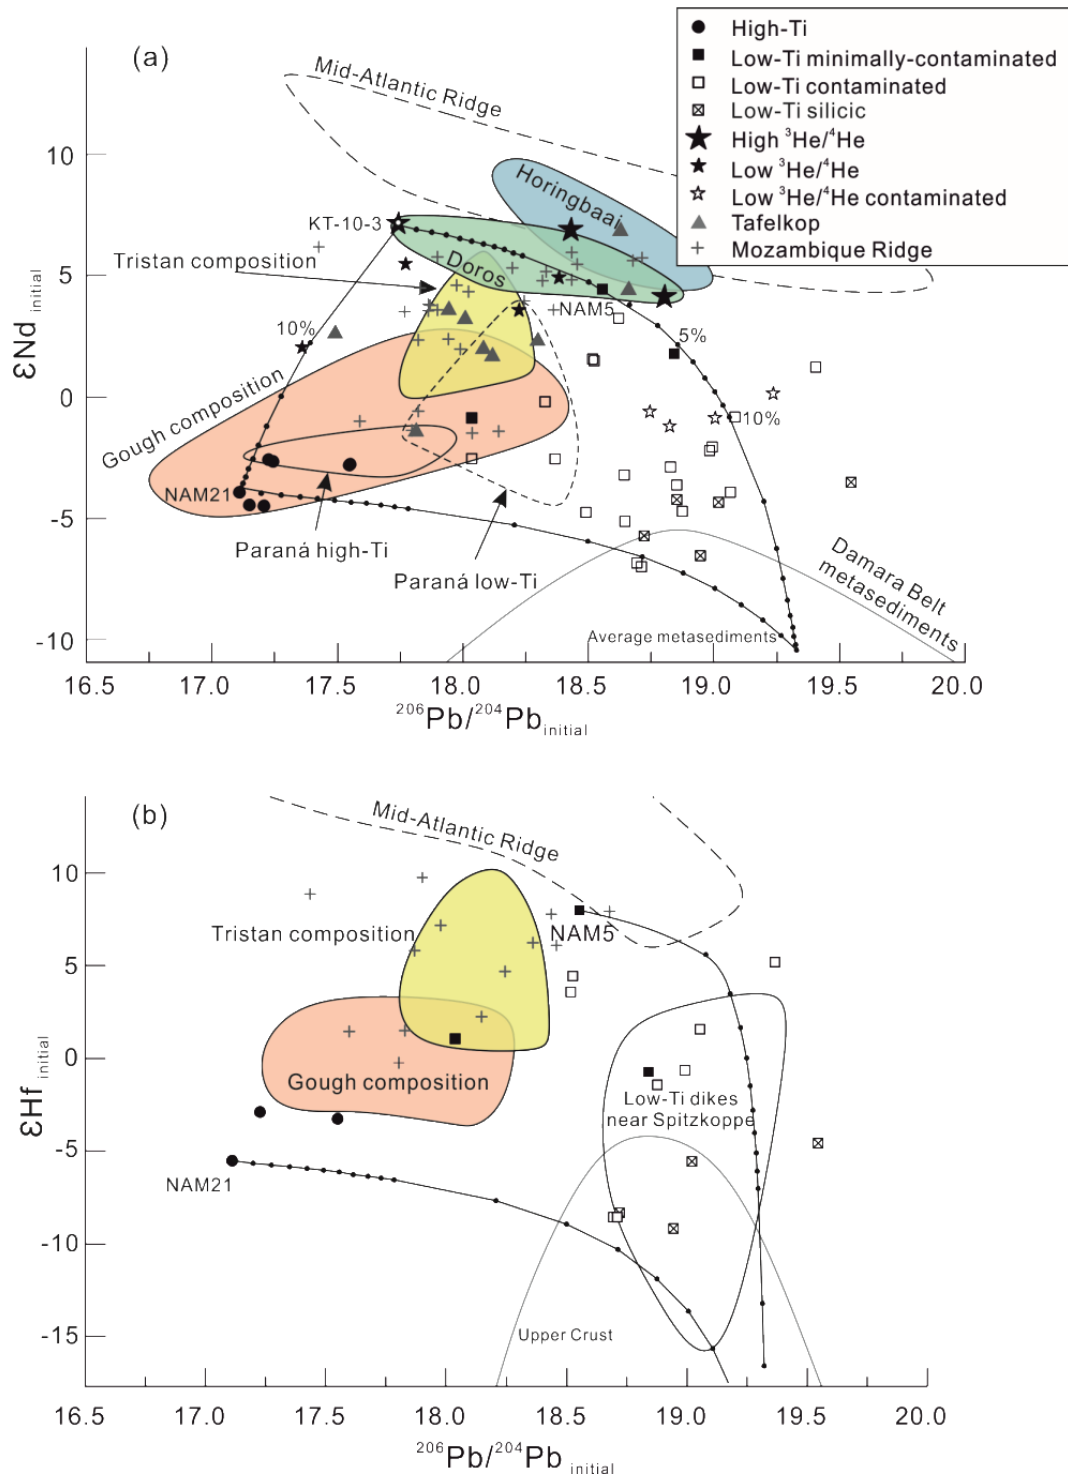 (a)
High-Ti
Low-Ti minimally-contaminated
Low-Ti contaminated
Low-Ti silicic
High ³He/⁴He
Low ³He/⁴He
Low ³He/⁴He contaminated
Tafelkop
Mozambique Ridge
Mid-Atlantic Ridge
Horingbaai
KT-10-3
Tristan composition
Doros
NAM5
10%
5%
10%
Gough composition
NAM21
Paraná high-Ti
Paraná low-Ti
Damara Belt
metasediments
Average metasediments
10
5
0
-5
-10
εNd initial
16.5 17.0 17.5 18.0 18.5 19.0 19.5 20.0
²⁰⁶Pb/²⁰⁴Pb initial
(b)
Mid-Atlantic Ridge
Tristan composition
NAM5
Gough composition
Low-Ti dikes
near Spitzkoppe
NAM21
Upper Crust
10
5
0
-5
-10
-15
εHf initial
16.5 17.0 17.5 18.0 18.5 19.0 19.5 20.0
²⁰⁶Pb/²⁰⁴Pb initial